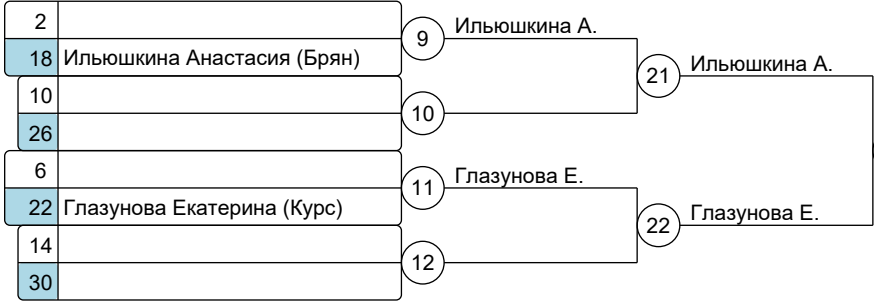 2
18 Ильюшкина Анастасия (Брян)
9 Ильюшкина А.
10
26
10
21 Ильюшкина А.
6
22 Глазунова Екатерина (Курс)
11 Глазунова Е.
14
30
12
22 Глазунова Е.